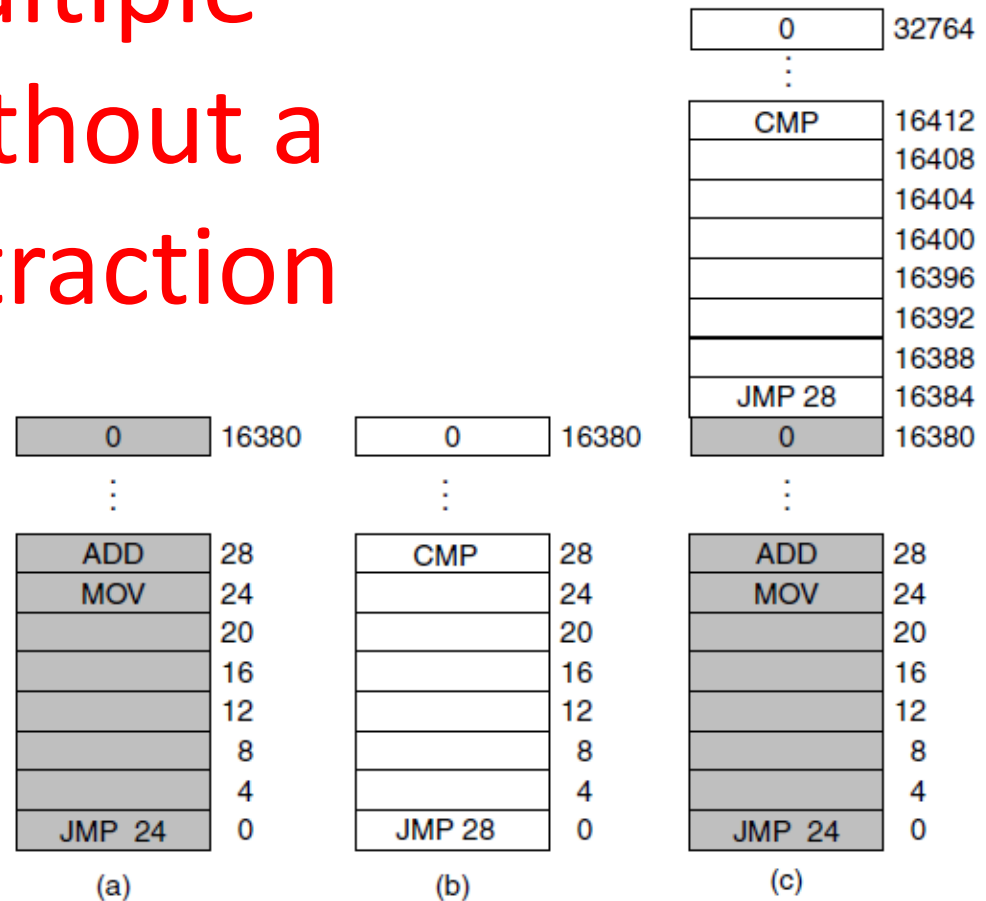 thout a
traction
0 32764
⋮
CMP 16412
16408
16404
16400
16396
16392
16388
JMP 28 16384
0 16380
⋮
ADD 28
MOV 24
20
16
12
8
4
JMP 24 0
(c)
0 16380
⋮
ADD 28
MOV 24
20
16
12
8
4
JMP 24 0
(a)
0 16380
⋮
CMP 28
24
20
16
12
8
4
JMP 28 0
(b)